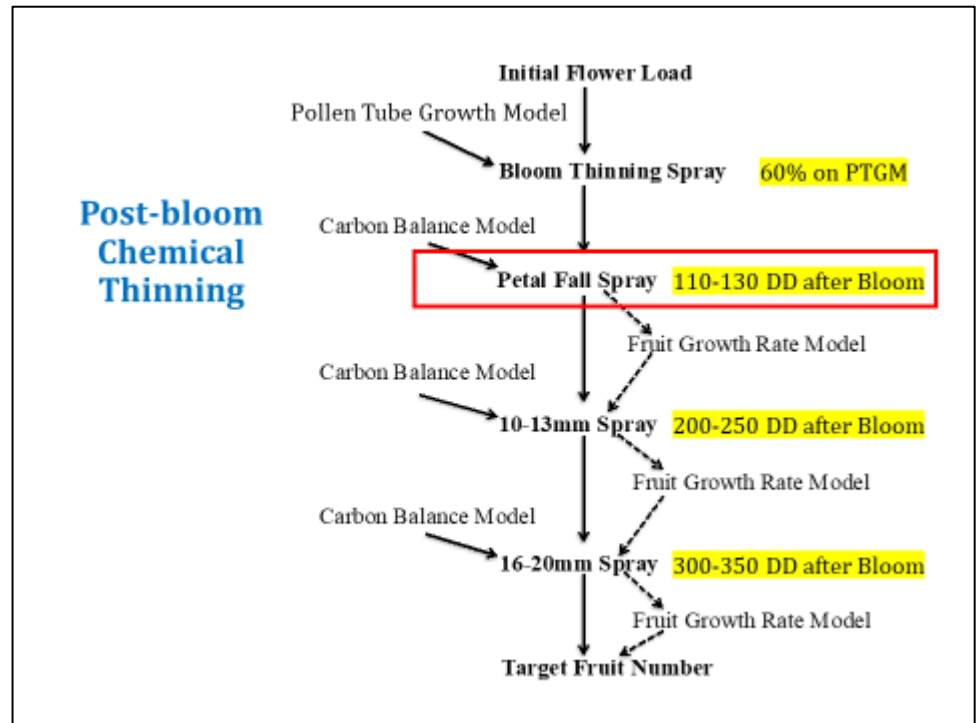 Initial Flower Load
Pollen Tube Growth Model
Bloom Thinning Spray 60% on PTGM
Post-bloom
Chemical
Thinning
Carbon Balance Model
Petal Fall Spray 110-130 DD after Bloom
Fruit Growth Rate Model
Carbon Balance Model
10-13mm Spray 200-250 DD after Bloom
Fruit Growth Rate Model
Carbon Balance Model
16-20mm Spray 300-350 DD after Bloom
Fruit Growth Rate Model
Target Fruit Number